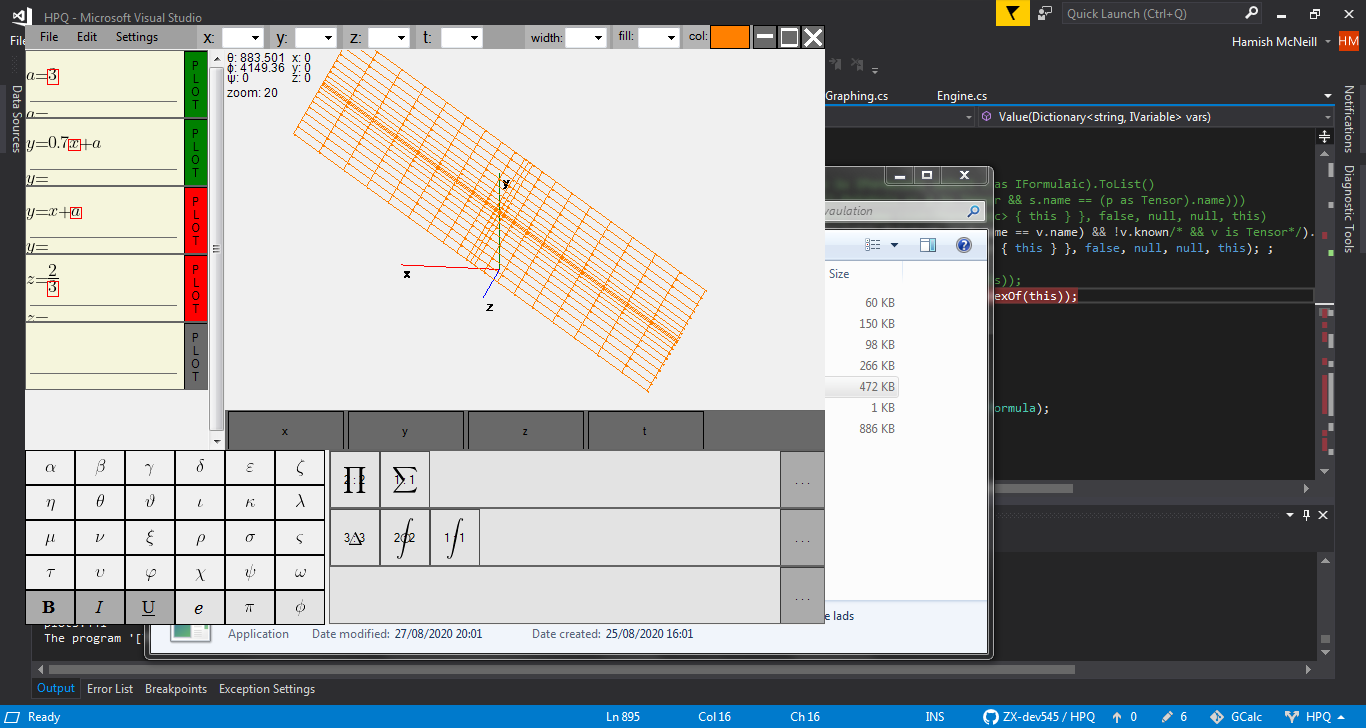 HPQ - Microsoft Visual Studio
Quick Launch (Ctrl+Q)
File Edit Settings x: y: z: t: width: fill: col:
Hamish McNeill HM
Data Sources
Notifications
Diagnostic Tools
θ: 883.501 x: 0
ϕ: 4149.36 y: 0
ψ: 0 z: 0
zoom: 20
a=3
a=
PLOT
y=0.7x+a
y=
PLOT
y=x+a
y=
PLOT
z=2/3
z=
PLOT
PLOT
m
y
x
z
Graphing.cs Engine.cs
Value(Dictionary<string, IVariable> vars)
as IFormulaic).ToList()
&& s.name == (p as Tensor).name)))
{ this } }, false, null, null, this)
me == v.name) && !v.known/* && v is Tensor*/).
{ this } }, false, null, null, this); ;
s));
exOf(this));
ormula);
vaulation
Size
60 KB
150 KB
98 KB
266 KB
472 KB
1 KB
886 KB
x y z t
α β γ δ ε ζ
η θ ϑ ι κ λ
μ ν ξ ρ σ ς
τ υ φ χ ψ ω
B I U e π ϕ
∏ 2 : 2 ∑ 1 : 1 ...
3 : 3 Δ 2 : 2 ∮ 1 : 1 ∫ ...
...
e lads
The program '[
Application Date modified: 27/08/2020 20:01 Date created: 25/08/2020 16:01
Output Error List Breakpoints Exception Settings
Ready Ln 895 Col 16 Ch 16 INS ZX-dev545 / HPQ 0 6 GCalc HPQ